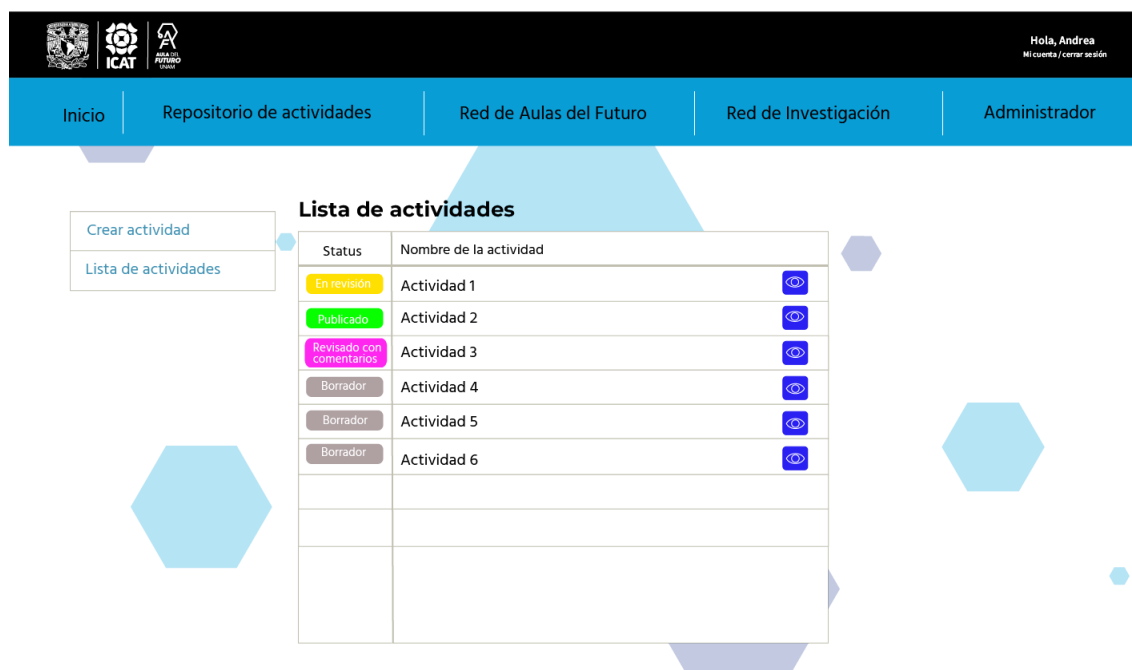 ICAT
AULA DEL
FUTURO
UNAM
Hola, Andrea
Mi cuenta / cerrar sesión
Inicio
Repositorio de actividades
Red de Aulas del Futuro
Red de Investigación
Administrador
Crear actividad
Lista de actividades
Lista de actividades
Status
Nombre de la actividad
En revisión
Actividad 1
Publicado
Actividad 2
Revisado con
comentarios
Actividad 3
Borrador
Actividad 4
Borrador
Actividad 5
Borrador
Actividad 6